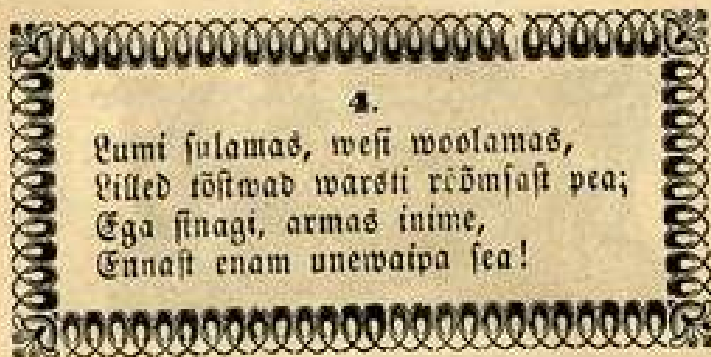 4.
Lumi sulamas, wesi woolamas,
Lilled tõstwad warsti rõõmsast pea;
Ega sinagi, armas inime,
Ennast enam unewaipa sea!